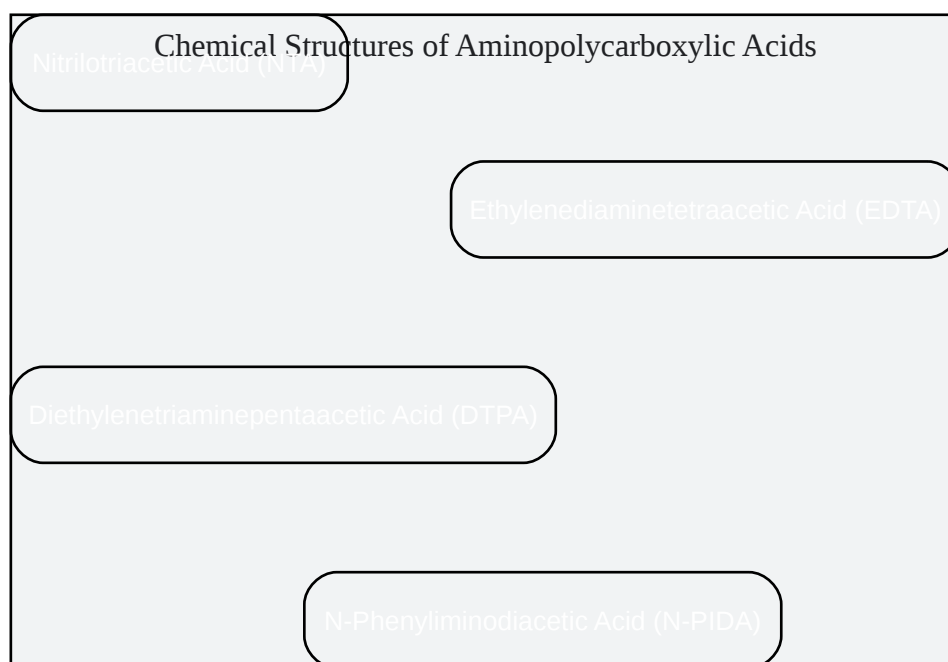 Chemical Structures of Aminopolycarboxylic Acids
Nitrilotriacetic Acid (NTA)
Ethylenediaminetetraacetic Acid (EDTA)
Diethylenetriaminepentaacetic Acid (DTPA)
N-Phenyliminodiacetic Acid (N-PIDA)